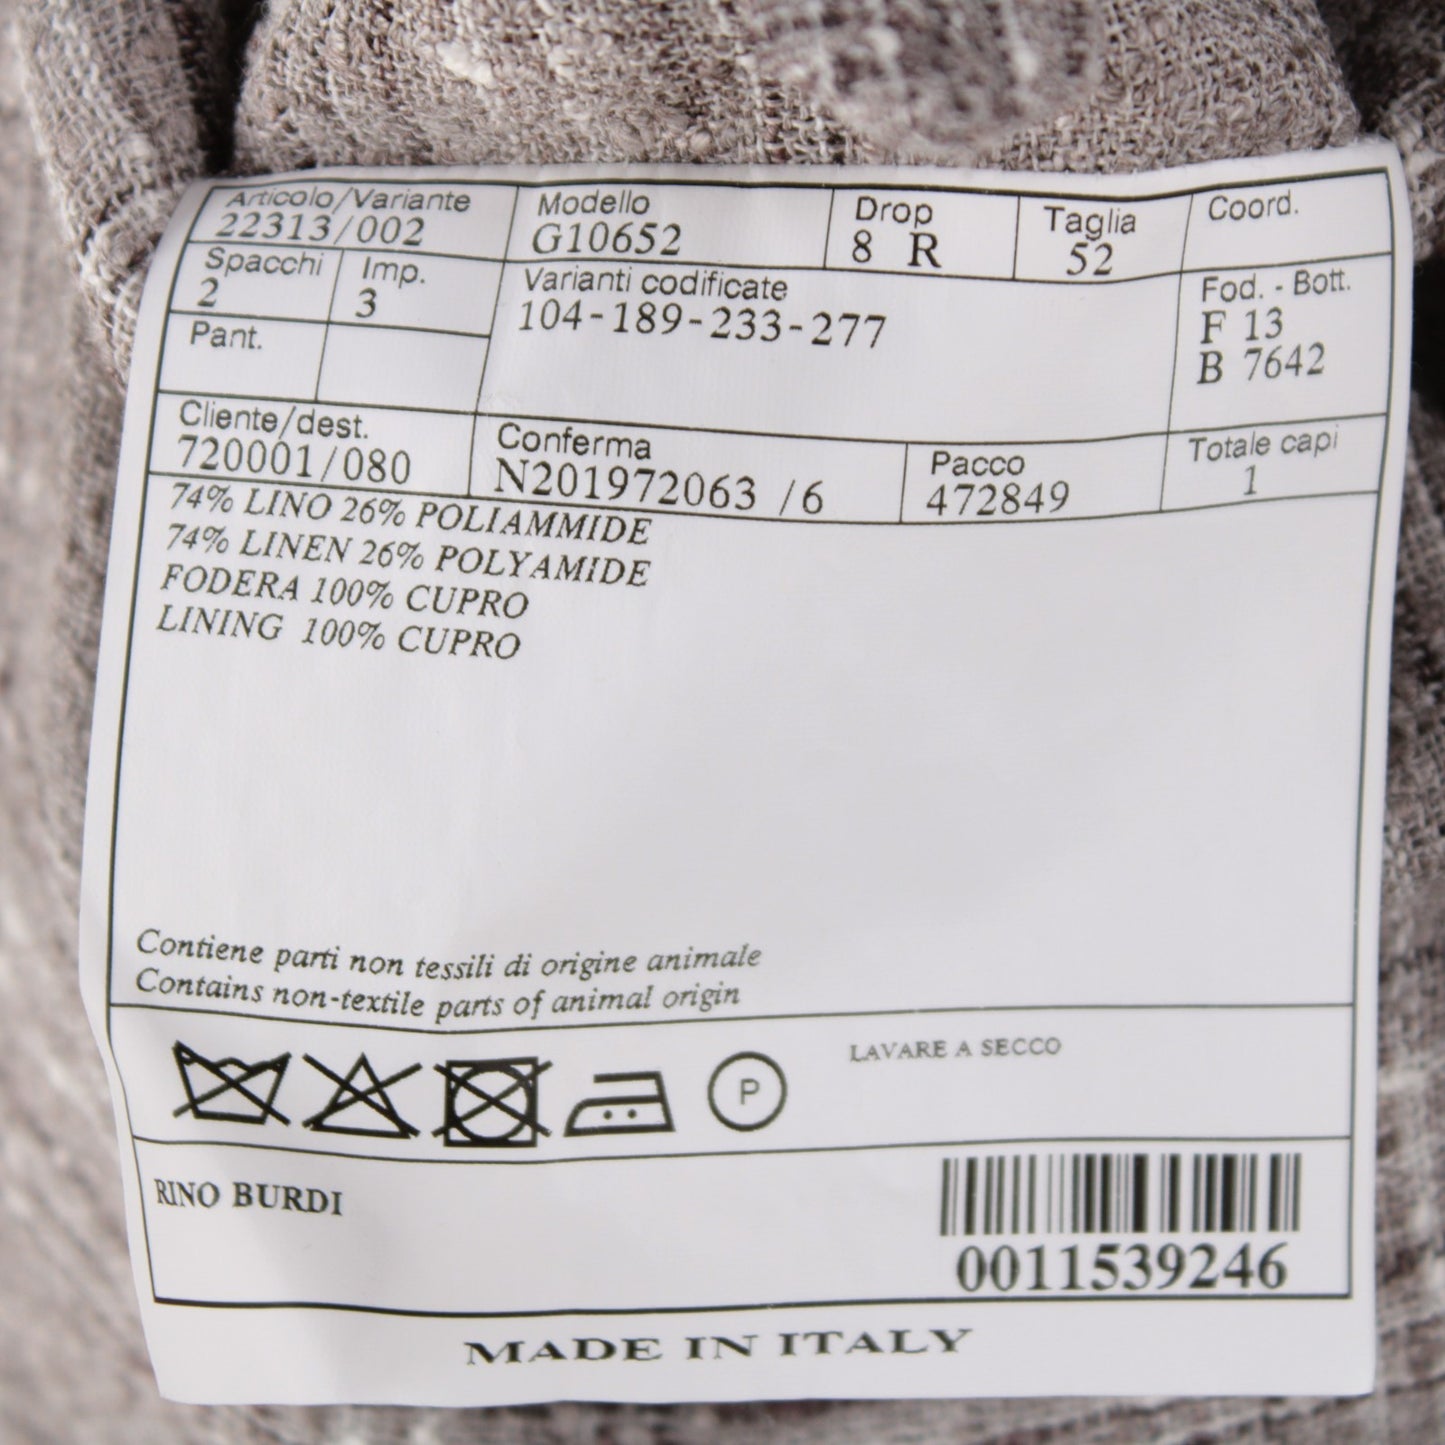 Articolo/Variante
22313/002
Modello
G10652
Drop
8 R
Taglia
52
Coord.
Spacchi
2
Imp.
3
Varianti codificate
104-189-233-277
Fod. - Bott.
F 13
B 7642
Pant.
Cliente/dest.
720001/080
Conferma
N201972063 /6
Pacco
472849
Totale capi
1
74% LINO 26% POLIAMMIDE
74% LINEN 26% POLYAMIDE
FODERA 100% CUPRO
LINING 100% CUPRO
Contiene parti non tessili di origine animale
Contains non-textile parts of animal origin
P
LAVARE A SECCO
RINO BURDI
0011539246
MADE IN ITALY